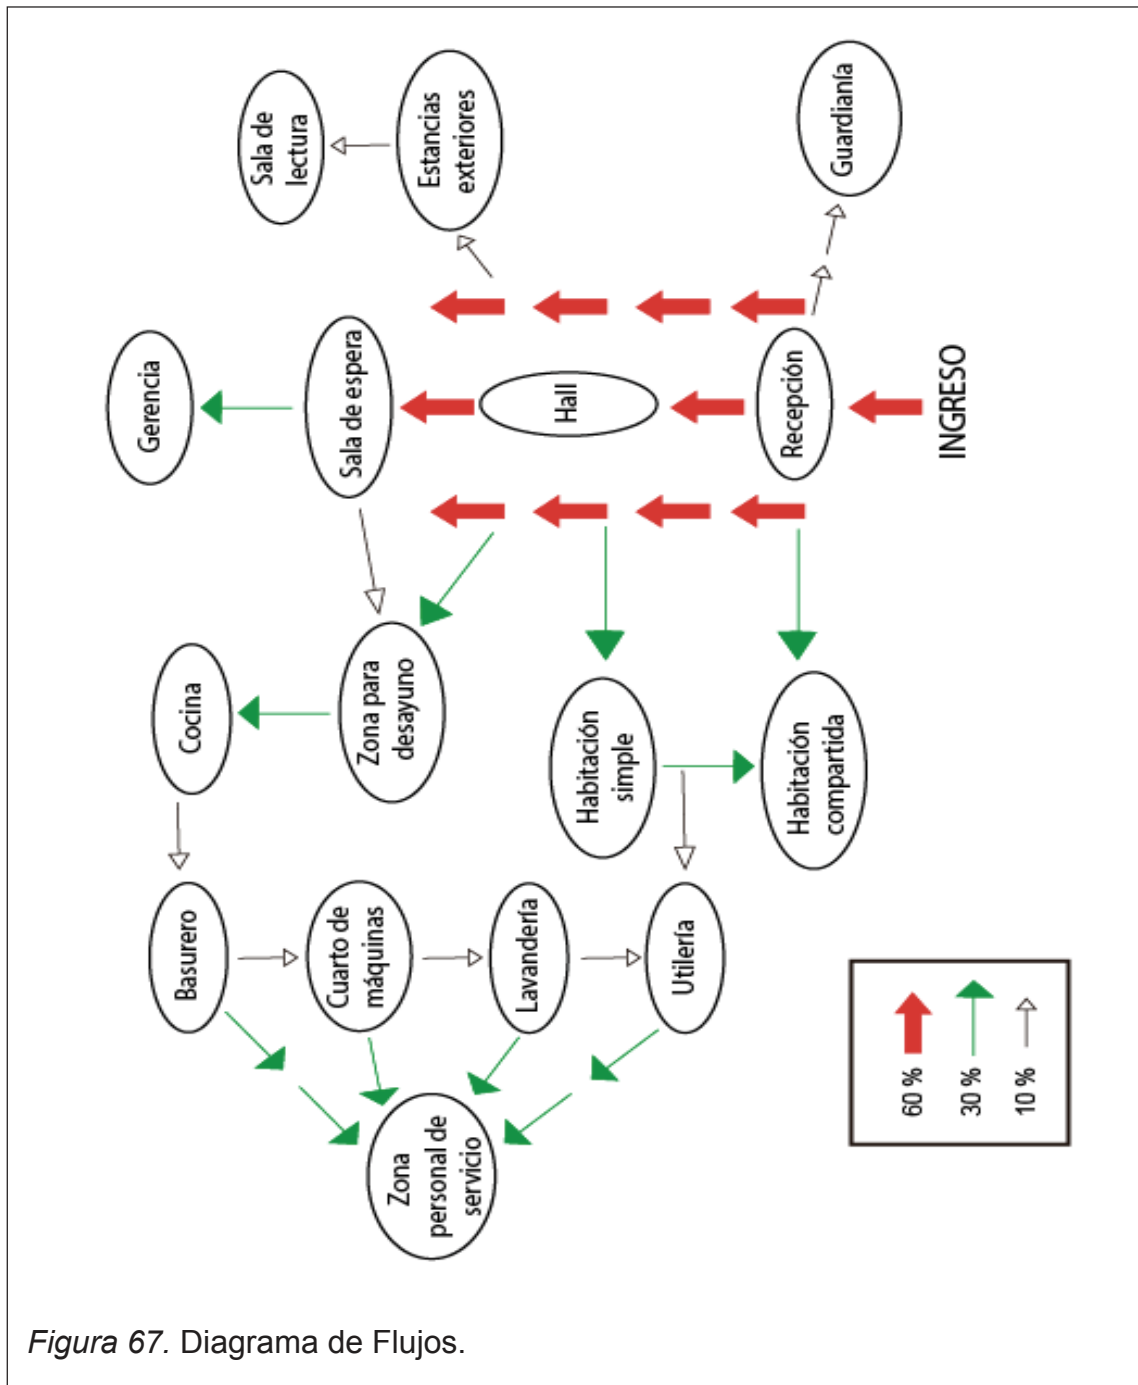 Sala de
lectura
Estancias
exteriores
Guardianía
Gerencia
Sala de espera
Hall
Recepción
INGRESO
Cocina
Zona para
desayuno
Habitación
simple
Habitación
compartida
Basurero
Cuarto de
máquinas
Lavandería
Utilería
Zona
personal de
servicio
60 %
30 %
10 %
Figura 67. Diagrama de Flujos.